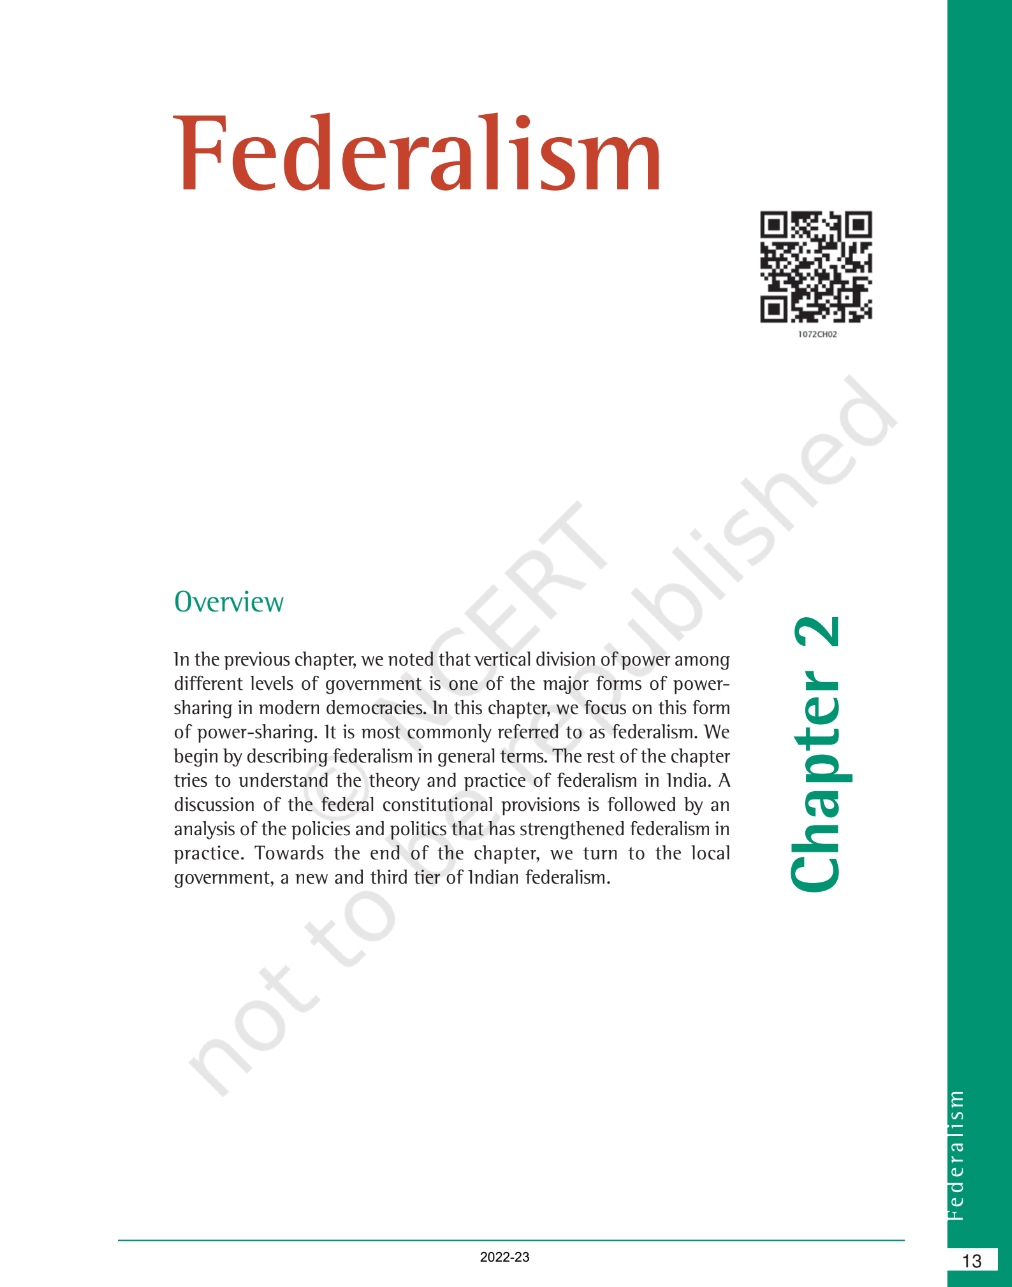 Federalism
1072CH02
Overview
In the previous chapter, we noted that vertical division of power among
different levels of government is one of the major forms of power-
sharing in modern democracies. In this chapter, we focus on this form
of power-sharing. It is most commonly referred to as federalism. We
begin by describing federalism in general terms. The rest of the chapter
tries to understand the theory and practice of federalism in India. A
discussion of the federal constitutional provisions is followed by an
analysis of the policies and politics that has strengthened federalism in
practice. Towards the end of the chapter, we turn to the local
government, a new and third tier of Indian federalism.
Chapter 2
© NCERT
not to be republished
Federalism
2022-23
13